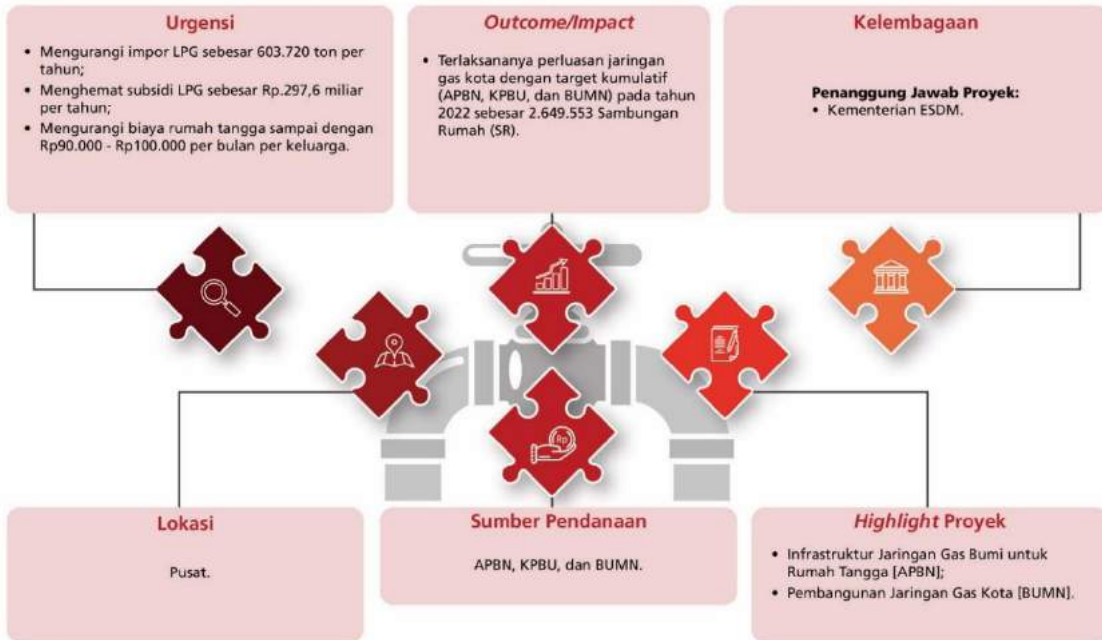 Urgensi
• Mengurangi impor LPG sebesar 603.720 ton per
tahun;
• Menghemat subsidi LPG sebesar Rp.297,6 miliar
per tahun;
• Mengurangi biaya rumah tangga sampai dengan
Rp90.000 - Rp100.000 per bulan per keluarga.
Outcome/Impact
• Terlaksananya perluasan jaringan
gas kota dengan target kumulatif
(APBN, KPBU, dan BUMN) pada tahun
2022 sebesar 2.649.553 Sambungan
Rumah (SR).
Kelembagaan
Penanggung Jawab Proyek:
• Kementerian ESDM.
Rp
Lokasi
Pusat.
Sumber Pendanaan
APBN, KPBU, dan BUMN.
Highlight Proyek
• Infrastruktur Jaringan Gas Bumi untuk
Rumah Tangga [APBN];
• Pembangunan Jaringan Gas Kota [BUMN].